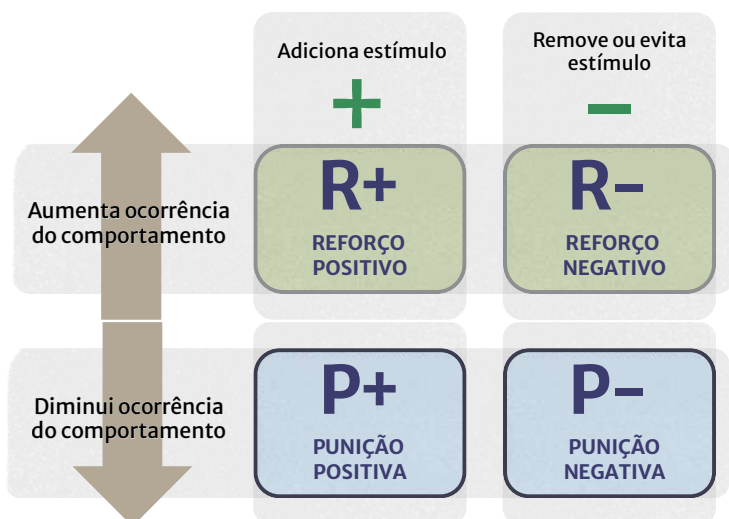 Adiciona estímulo
Remove ou evita
estímulo
+
–
Aumenta ocorrência
do comportamento
R+
REFORÇO
POSITIVO
R–
REFORÇO
NEGATIVO
Diminui ocorrência
do comportamento
P+
PUNIÇÃO
POSITIVA
P–
PUNIÇÃO
NEGATIVA